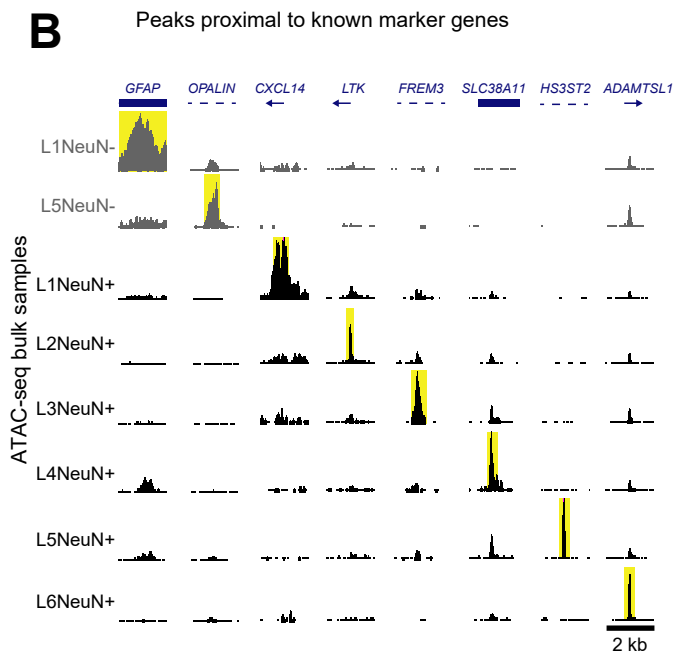 B
Peaks proximal to known marker genes
GFAP OPALIN CXCL14 LTK FREM3 SLC38A11 HS3ST2 ADAMTSL1
ATAC-seq bulk samples
L1NeuN-
L5NeuN-
L1NeuN+
L2NeuN+
L3NeuN+
L4NeuN+
L5NeuN+
L6NeuN+
2 kb